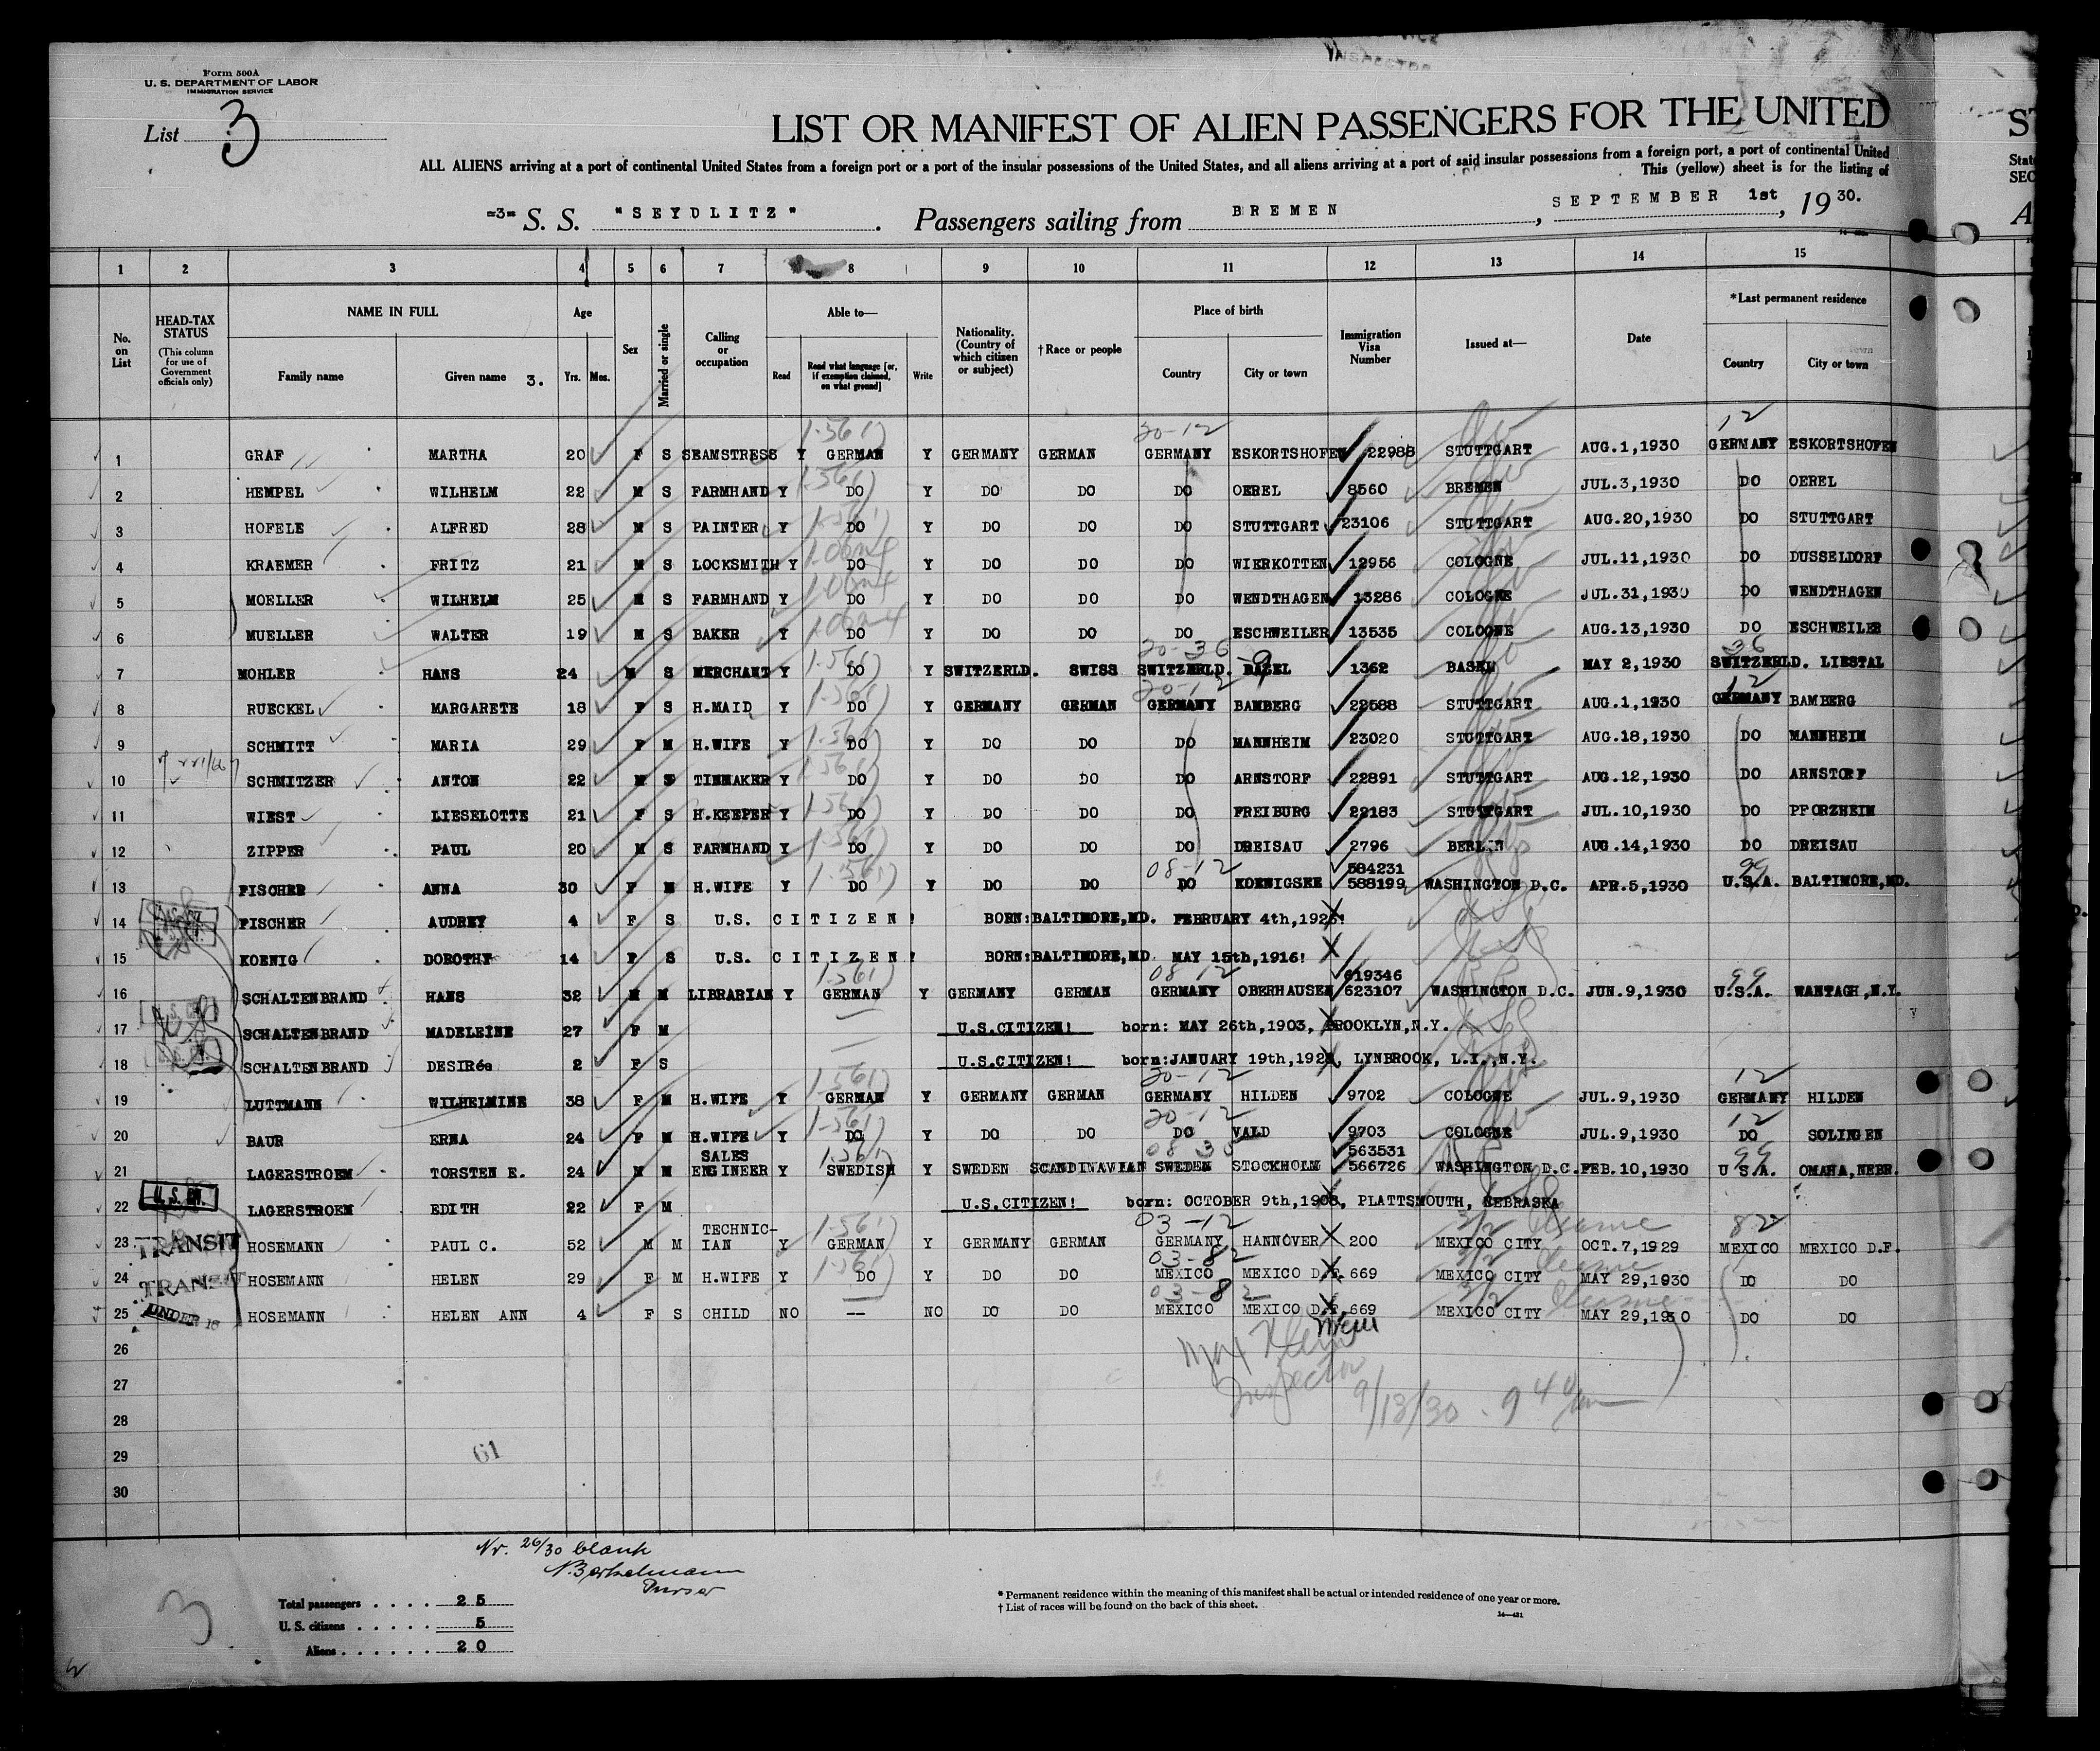 Form 500A
U. S. DEPARTMENT OF LABOR
IMMIGRATION SERVICE
List 3
LIST OR MANIFEST OF ALIEN PASSENGERS FOR THE UNITED
ALL ALIENS arriving at a port of continental United States from a foreign port or a port of the insular possessions of the United States, and all aliens arriving at a port of said insular possessions from a foreign port, a port of continental United
This (yellow) sheet is for the listing of
=3= S. S. "SEYDLITZ". Passengers sailing from BREMEN, SEPTEMBER 1st, 1930.
1 2 3 4 5 6 7 8 9 10 11 12 13 14 15
No. on List
HEAD-TAX STATUS (This column for use of Government officials only)
NAME IN FULL
Family name Given name 3.
Age Yrs. Mos.
Sex
Married or single
Calling or occupation
Able to—
Read Read what language [or, if exemption claimed, on what ground] Write
Nationality. (Country of which citizen or subject)
†Race or people
Place of birth
Country City or town
Immigration Visa Number
Issued at—
Date
*Last permanent residence
Country City or town
1 GRAF MARTHA 20 F S SEAMSTRESS Y GERMAN Y GERMANY GERMAN GERMANY ESKORTSHOFEN 22988 STUTTGART AUG.1,1930 GERMANY ESKORTSHOFEN
2 HEMPEL WILHELM 22 M S FARMHAND Y DO Y DO DO DO OEREL 8560 BREMEN JUL.3,1930 DO OEREL
3 HOFELE ALFRED 28 M S PAINTER Y DO Y DO DO DO STUTTGART 23106 STUTTGART AUG.20,1930 DO STUTTGART
4 KRAEMER FRITZ 21 M S LOCKSMITH Y DO Y DO DO DO WIERKOTTEN 12956 COLOGNE JUL.11,1930 DO DUSSELDORF
5 MOELLER WILHELM 25 M S FARMHAND Y DO Y DO DO DO WENDTHAGEN 13286 COLOGNE JUL.31,1930 DO WENDTHAGEN
6 MUELLER WALTER 19 M S BAKER Y DO Y DO DO DO ESCHWEILER 13535 COLOGNE AUG.13,1930 DO ESCHWEILER
7 MOHLER HANS 24 M S MERCHANT Y DO Y SWITZERLD. SWISS SWITZERLD. BAZEL 1362 BASEL MAY 2,1930 SWITZERLD. LIESTAL
8 RUECKEL MARGARETE 18 F S H.MAID Y DO Y GERMANY GERMAN GERMANY BAMBERG 22588 STUTTGART AUG.1,1930 GERMANY BAMBERG
9 SCHMITT MARIA 29 F M H.WIFE Y DO Y DO DO DO MANNHEIM 23020 STUTTGART AUG.18,1930 DO MANNHEIM
10 SCHMITZER ANTON 22 M S TINMAKER Y DO Y DO DO DO ARNSTORF 22891 STUTTGART AUG.12,1930 DO ARNSTORF
11 WIEST LIESELOTTE 21 F S H.KEEPER Y DO Y DO DO DO FREIBURG 22183 STUTTGART JUL.10,1930 DO PFORZHEIM
12 ZIPPER PAUL 20 M S FARMHAND Y DO Y DO DO DO DREISAU 2796 BERLIN AUG.14,1930 DO DREISAU
584231
13 FISCHER ANNA 30 F M H.WIFE Y DO Y DO DO DO KOENIGSEE 588199 WASHINGTON D.C. APR.5,1930 U.S.A. BALTIMORE,MD.
14 FISCHER AUDREY 4 F S U.S. CITIZEN! BORN:BALTIMORE,MD. FEBRUARY 4th,1926!
15 KOENIG DOROTHY 14 F S U.S. CITIZEN! BORN:BALTIMORE,MD MAY 15th,1916!
619346
16 SCHALTENBRAND HANS 32 M M LIBRARIAN Y GERMAN Y GERMANY GERMAN GERMANY OBERHAUSEN 623107 WASHINGTON D.C. JUN.9,1930 U.S.A. WANTAGH,N.Y.
17 SCHALTENBRAND MADELEINE 27 F M U.S.CITIZEN! born: MAY 26th,1903, BROOKLYN,N.Y.
18 SCHALTENBRAND DESIRée 2 F S U.S.CITIZEN! born:JANUARY 19th,1928, LYNBROOK, L.I.,N.Y.
19 LUTTMANN WILHELMINE 38 F M H.WIFE Y GERMAN Y GERMANY GERMAN GERMANY HILDEN 9702 COLOGNE JUL.9,1930 GERMANY HILDEN
20 BAUR ERNA 24 F M H.WIFE Y DO Y DO DO DO VALD 9703 COLOGNE JUL.9,1930 DO SOLINGEN
SALES 563531
21 LAGERSTROEM TORSTEN E. 24 M M ENGINEER Y SWEDISH Y SWEDEN SCANDINAVIAN SWEDEN STOCKHOLM 566726 WASHINGTON D.C. FEB.10,1930 U.S.A. OMAHA,NEBR.
22 LAGERSTROEM EDITH 22 F M U.S.CITIZEN! born: OCTOBER 9th,1908, PLATTSMOUTH, NEBRASKA
TECHNIC-
23 TRANSIT HOSEMANN PAUL C. 52 M M IAN Y GERMAN Y GERMANY GERMAN GERMANY HANNOVER 200 MEXICO CITY OCT.7,1929 MEXICO MEXICO D.F.
24 TRANSIT HOSEMANN HELEN 29 F M H.WIFE Y DO Y DO DO MEXICO MEXICO D.F. 669 MEXICO CITY MAY 29,1930 DO DO
25 UNDER 16 HOSEMANN HELEN ANN 4 F S CHILD NO -- NO DO DO MEXICO MEXICO D.F. 669 MEXICO CITY MAY 29,1930 DO DO
26
27
Inspector 9/13/30
28
29
61
30
Nr. 26/30 blank
Purser
3
Total passengers . . . . 25
U. S. citizens . . . . . 5
Aliens . . . . . . 20
* Permanent residence within the meaning of this manifest shall be actual or intended residence of one year or more.
† List of races will be found on the back of this sheet.